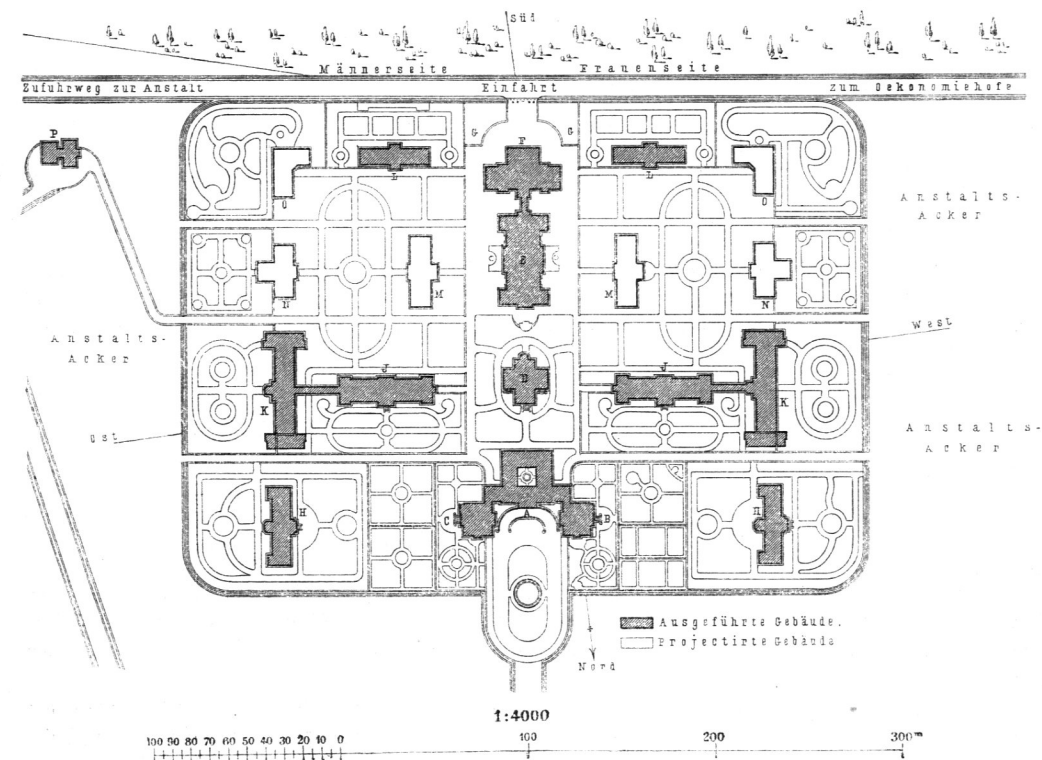 Süd
Männerseite Frauenseite
Zufuhrweg zur Anstalt Einfahrt zum Oekonomiehofe
P
G F G
L L
O O
Anstalts-
Acker
E
N M M N
West
Anstalts-
Acker
J D J
K K
Ost
Anstalts-
Acker
H H
C A B
Ausgeführte Gebäude.
Projectirte Gebäude
Nord
1:4000
100 90 80 70 60 50 40 30 20 10 0 100 200 300m